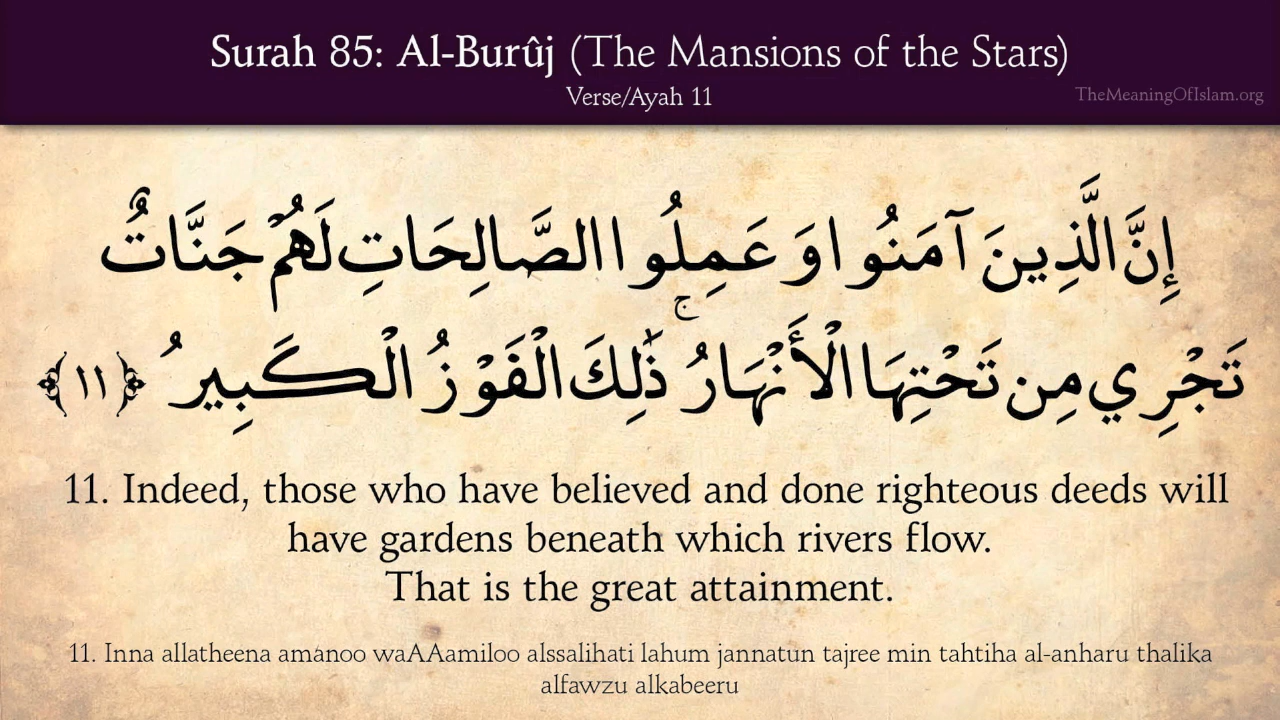 Surah 85: Al-Burûj (The Mansions of the Stars)
Verse/Ayah 11
TheMeaningOfIslam.org
إِنَّ الَّذِينَ آمَنُوا وَعَمِلُوا الصَّالِحَاتِ لَهُمْ جَنَّاتٌ
تَجْرِي مِن تَحْتِهَا الْأَنْهَارُ ۚ ذَٰلِكَ الْفَوْزُ الْكَبِيرُ ﴿١١﴾
11. Indeed, those who have believed and done righteous deeds will
have gardens beneath which rivers flow.
That is the great attainment.
11. Inna allatheena amanoo waAAamiloo alssalihati lahum jannatun tajree min tahtiha al-anharu thalika
alfawzu alkabeeru